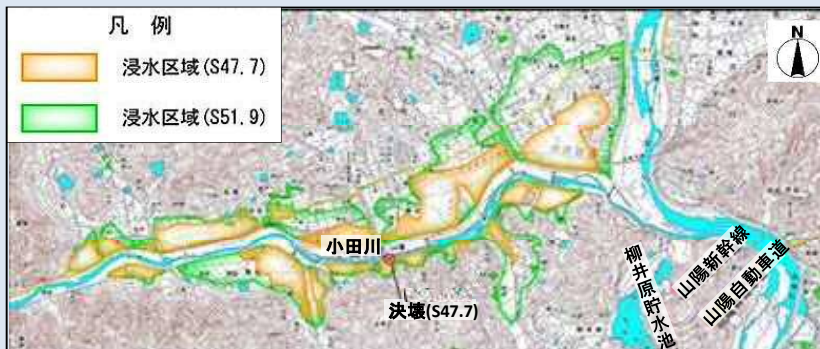 凡　例
浸水区域(S47.7)
浸水区域(S51.9)
N
小田川
決壊(S47.7)
柳井原貯水池
山陽新幹線
山陽自動車道